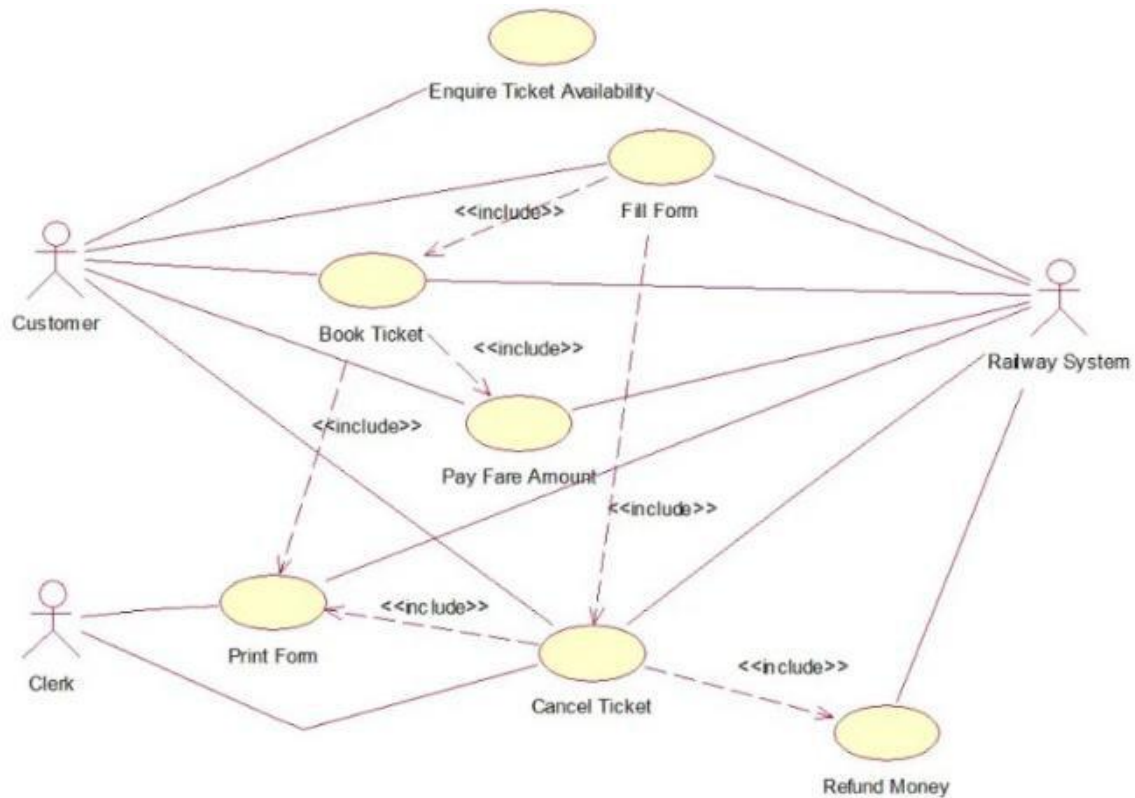 Enquire Ticket Availability
<<include>>
Fill Form
Customer
Book Ticket
<<include>>
Railway System
<<include>>
Pay Fare Amount
<<include>>
<<include>>
Print Form
Clerk
Cancel Ticket
<<include>>
Refund Money